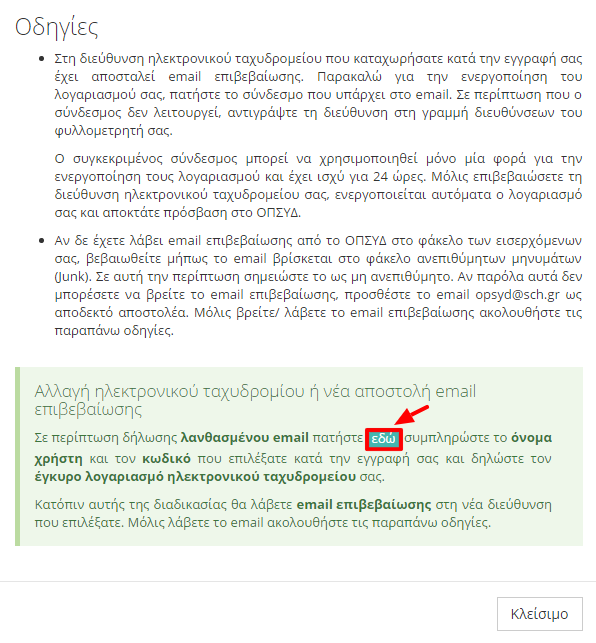 Οδηγίες
Στη διεύθυνση ηλεκτρονικού ταχυδρομείου που καταχωρήσατε κατά την εγγραφή σας
έχει αποσταλεί email επιβεβαίωσης. Παρακαλώ για την ενεργοποίηση του
λογαριασμού σας, πατήστε το σύνδεσμο που υπάρχει στο email. Σε περίπτωση που ο
σύνδεσμος δεν λειτουργεί, αντιγράψτε τη διεύθυνση στη γραμμή διευθύνσεων του
φυλλομετρητή σας.
Ο συγκεκριμένος σύνδεσμος μπορεί να χρησιμοποιηθεί μόνο μία φορά για την
ενεργοποίηση τους λογαριασμού και έχει ισχύ για 24 ώρες. Μόλις επιβεβαιώσετε τη
διεύθυνση ηλεκτρονικού ταχυδρομείου σας, ενεργοποιείται αυτόματα ο λογαριασμό
σας και αποκτάτε πρόσβαση στο ΟΠΣΥΔ.
Αν δε έχετε λάβει email επιβεβαίωσης από το ΟΠΣΥΔ στο φάκελο των εισερχόμενων
σας, βεβαιωθείτε μήπως το email βρίσκεται στο φάκελο ανεπιθύμητων μηνυμάτων
(Junk). Σε αυτή την περίπτωση σημειώστε το ως μη ανεπιθύμητο. Αν παρόλα αυτά δεν
μπορέσετε να βρείτε το email επιβεβαίωσης, προσθέστε το email opsyd@sch.gr ως
αποδεκτό αποστολέα. Μόλις βρείτε/ λάβετε το email επιβεβαίωσης ακολουθήστε τις
παραπάνω οδηγίες.
Αλλαγή ηλεκτρονικού ταχυδρομίου ή νέα αποστολή email
επιβεβαίωσης
Σε περίπτωση δήλωσης λανθασμένου email πατήστε εδώ συμπληρώστε το όνομα
χρήστη και τον κωδικό που επιλέξατε κατά την εγγραφή σας και δηλώστε τον
έγκυρο λογαριασμό ηλεκτρονικού ταχυδρομείου σας.
Κατόπιν αυτής της διαδικασίας θα λάβετε email επιβεβαίωσης στη νέα διεύθυνση
που επιλέξατε. Μόλις λάβετε το email ακολουθήστε τις παραπάνω οδηγίες.
Κλείσιμο